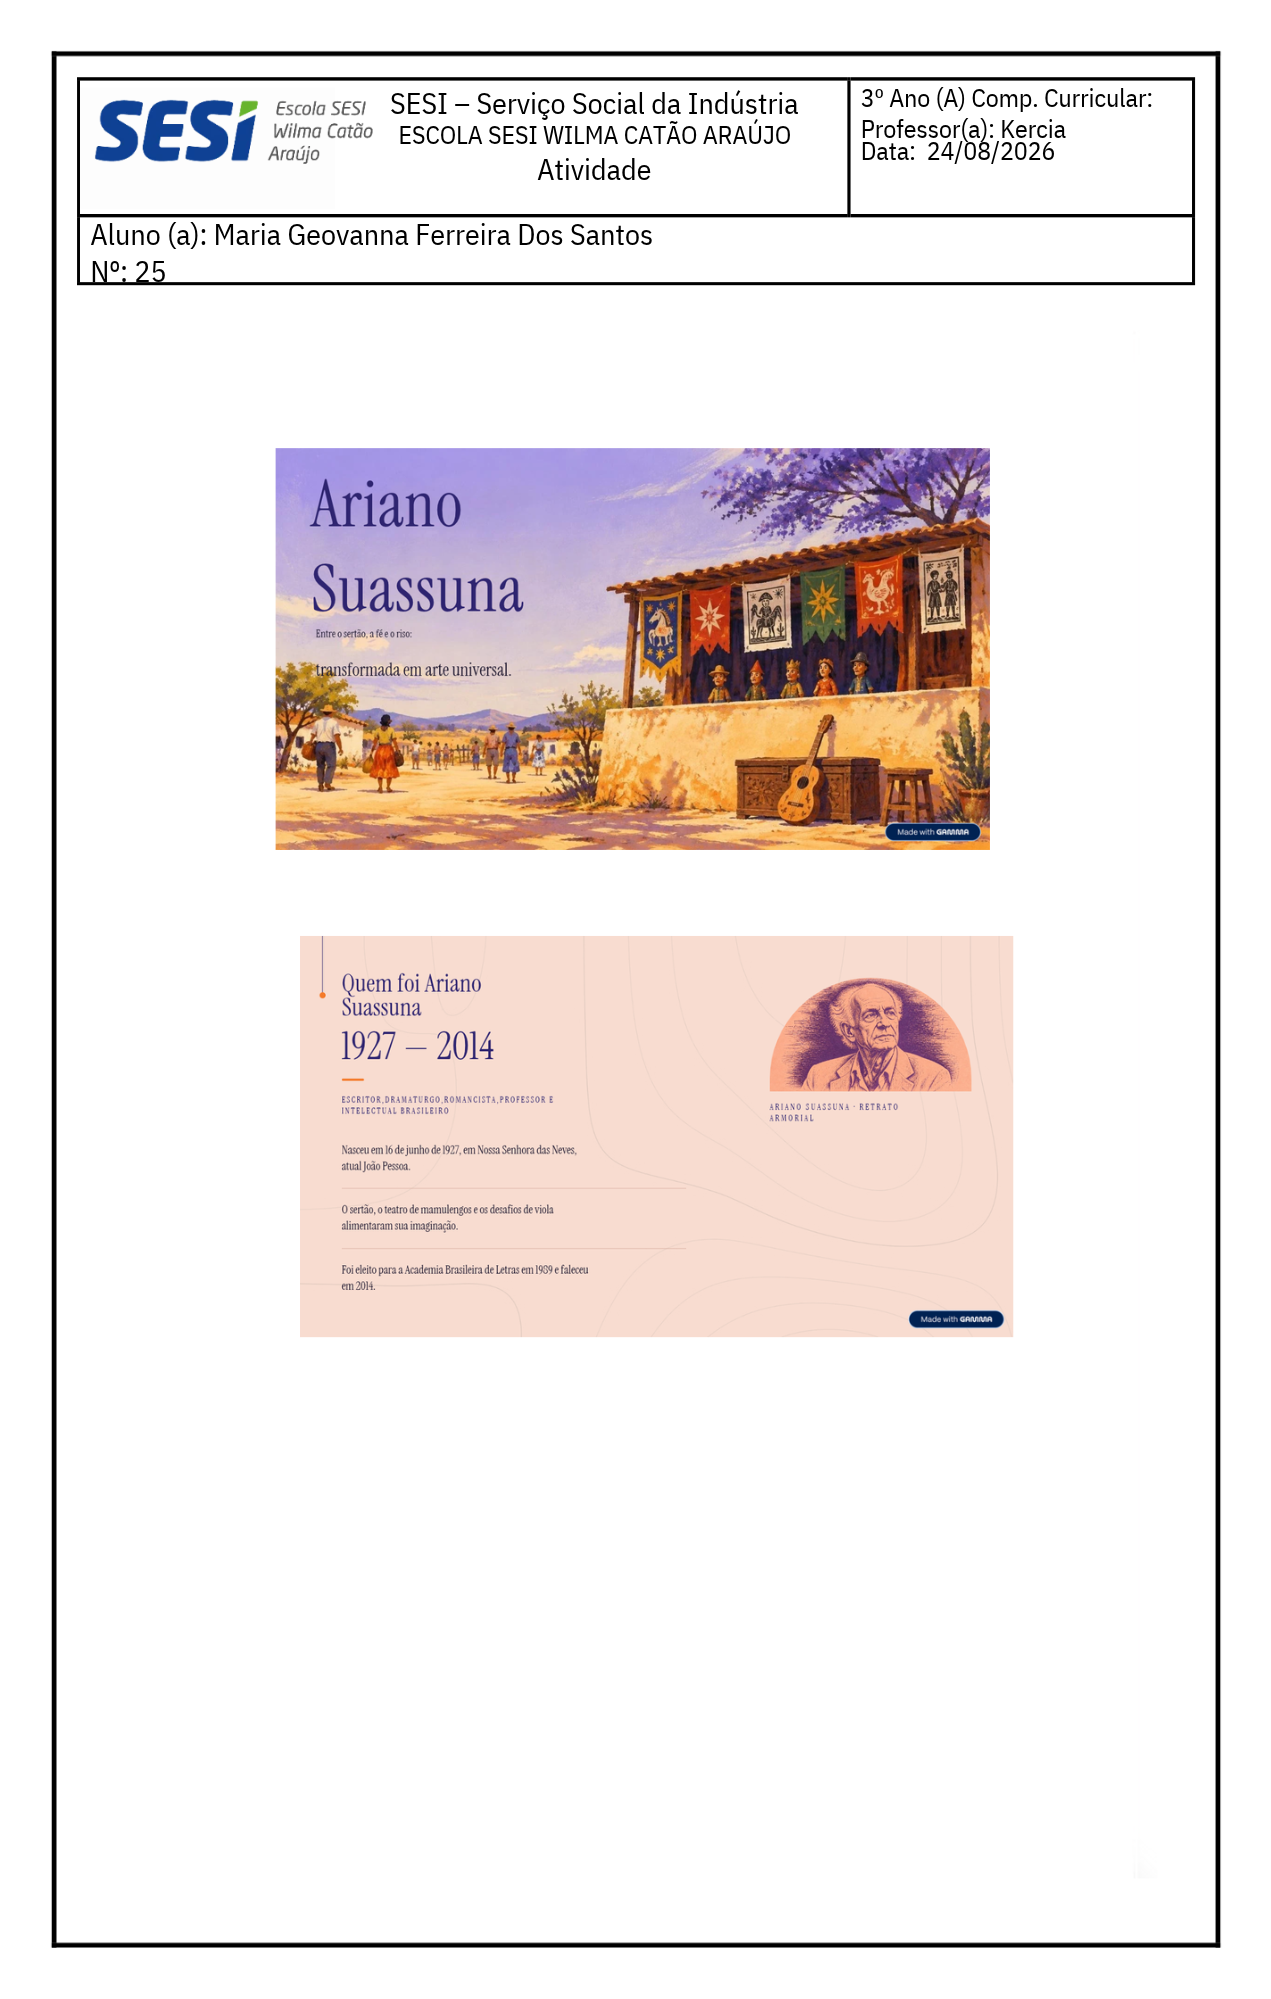 SESI
Escola SESI
Wilma Catão
Araújo
SESI – Serviço Social da Indústria
ESCOLA SESI WILMA CATÃO ARAÚJO
Atividade
3º Ano (A) Comp. Curricular:
Professor(a): Kercia
Data: 24/08/2026
Aluno (a): Maria Geovanna Ferreira Dos Santos
Nº: 25
Ariano
Suassuna
Entre o sertão, a fé e o riso:
transformada em arte universal.
Made with GAMMA
Quem foi Ariano
Suassuna
1927 — 2014
ESCRITOR,DRAMATURGO,ROMANCISTA,PROFESSOR E
INTELECTUAL BRASILEIRO
Nasceu em 16 de junho de 1927, em Nossa Senhora das Neves,
atual João Pessoa.
O sertão, o teatro de mamulengos e os desafios de viola
alimentaram sua imaginação.
Foi eleito para a Academia Brasileira de Letras em 1989 e faleceu
em 2014.
ARIANO SUASSUNA · RETRATO
ARMORIAL
Made with GAMMA